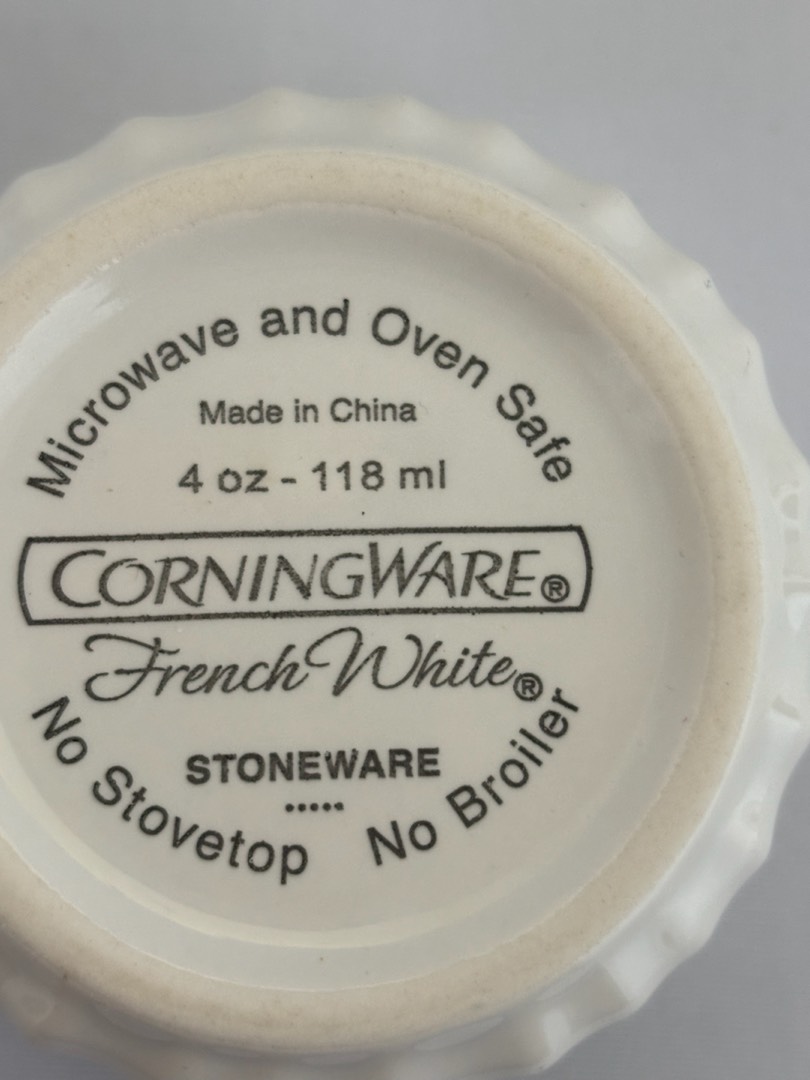 Microwave and Oven Safe
Made in China
4 oz - 118 ml
CORNINGWARE®
French White®
STONEWARE
•••••
No Stovetop No Broiler